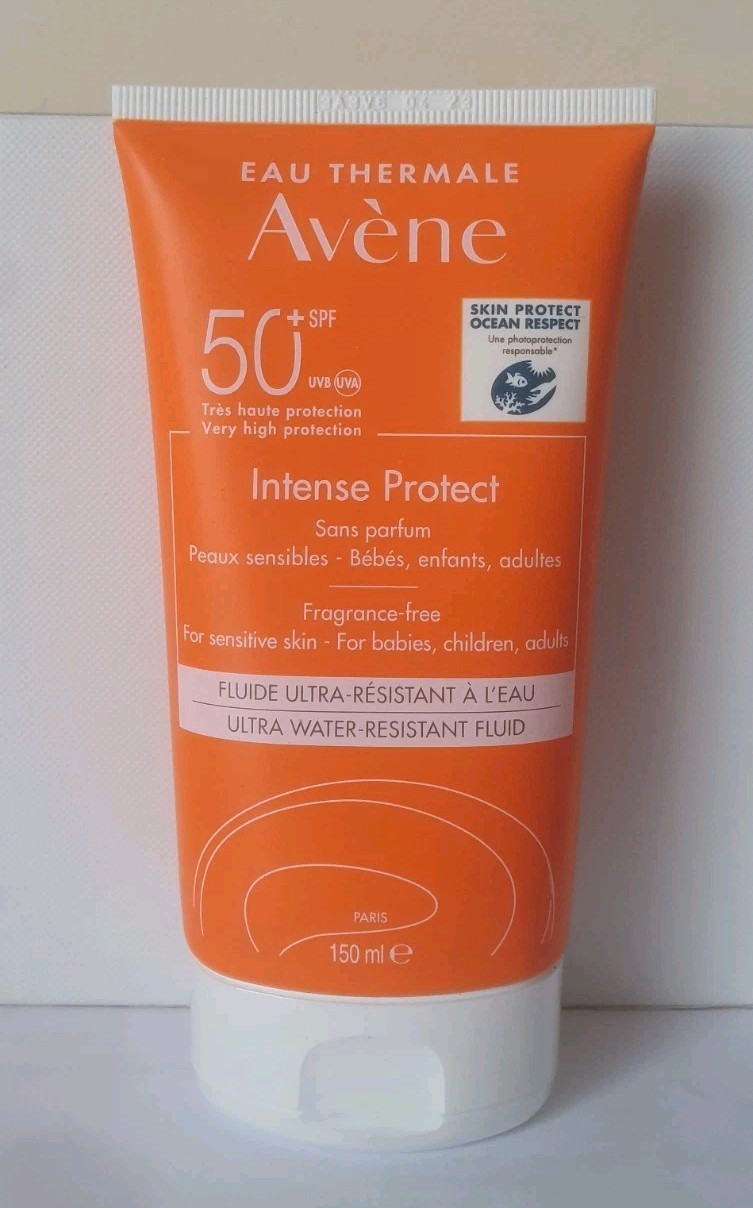 04 23
EAU THERMALE
Avène
50+ SPF
UVB UVA
Très haute protection
Very high protection
SKIN PROTECT
OCEAN RESPECT
Une photoprotection
responsable*
Intense Protect
Sans parfum
Peaux sensibles - Bébés, enfants, adultes
Fragrance-free
For sensitive skin - For babies, children, adults
FLUIDE ULTRA-RÉSISTANT À L'EAU
ULTRA WATER-RESISTANT FLUID
PARIS
150 ml ℮